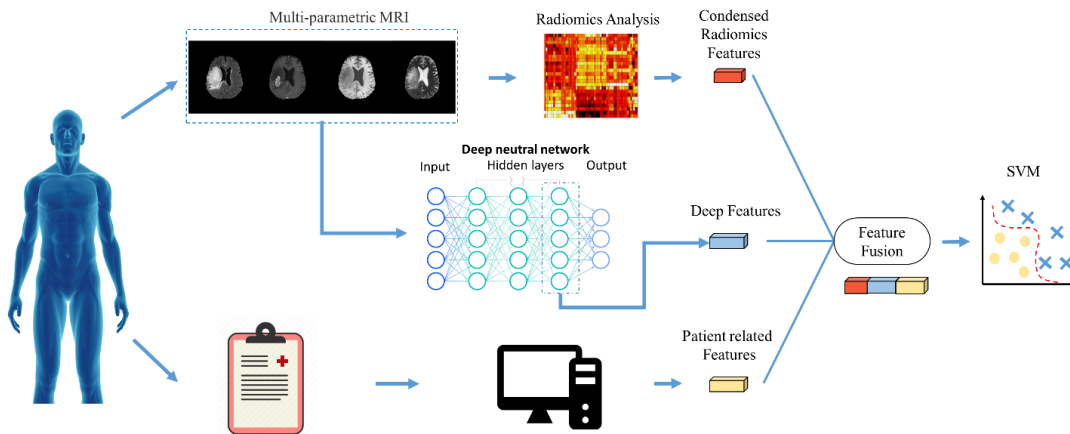 Multi-parametric MRI
Radiomics Analysis
Condensed
Radiomics
Features
Deep neutral network
Input
Hidden layers
Output
Deep Features
Feature
Fusion
SVM
Patient related
Features